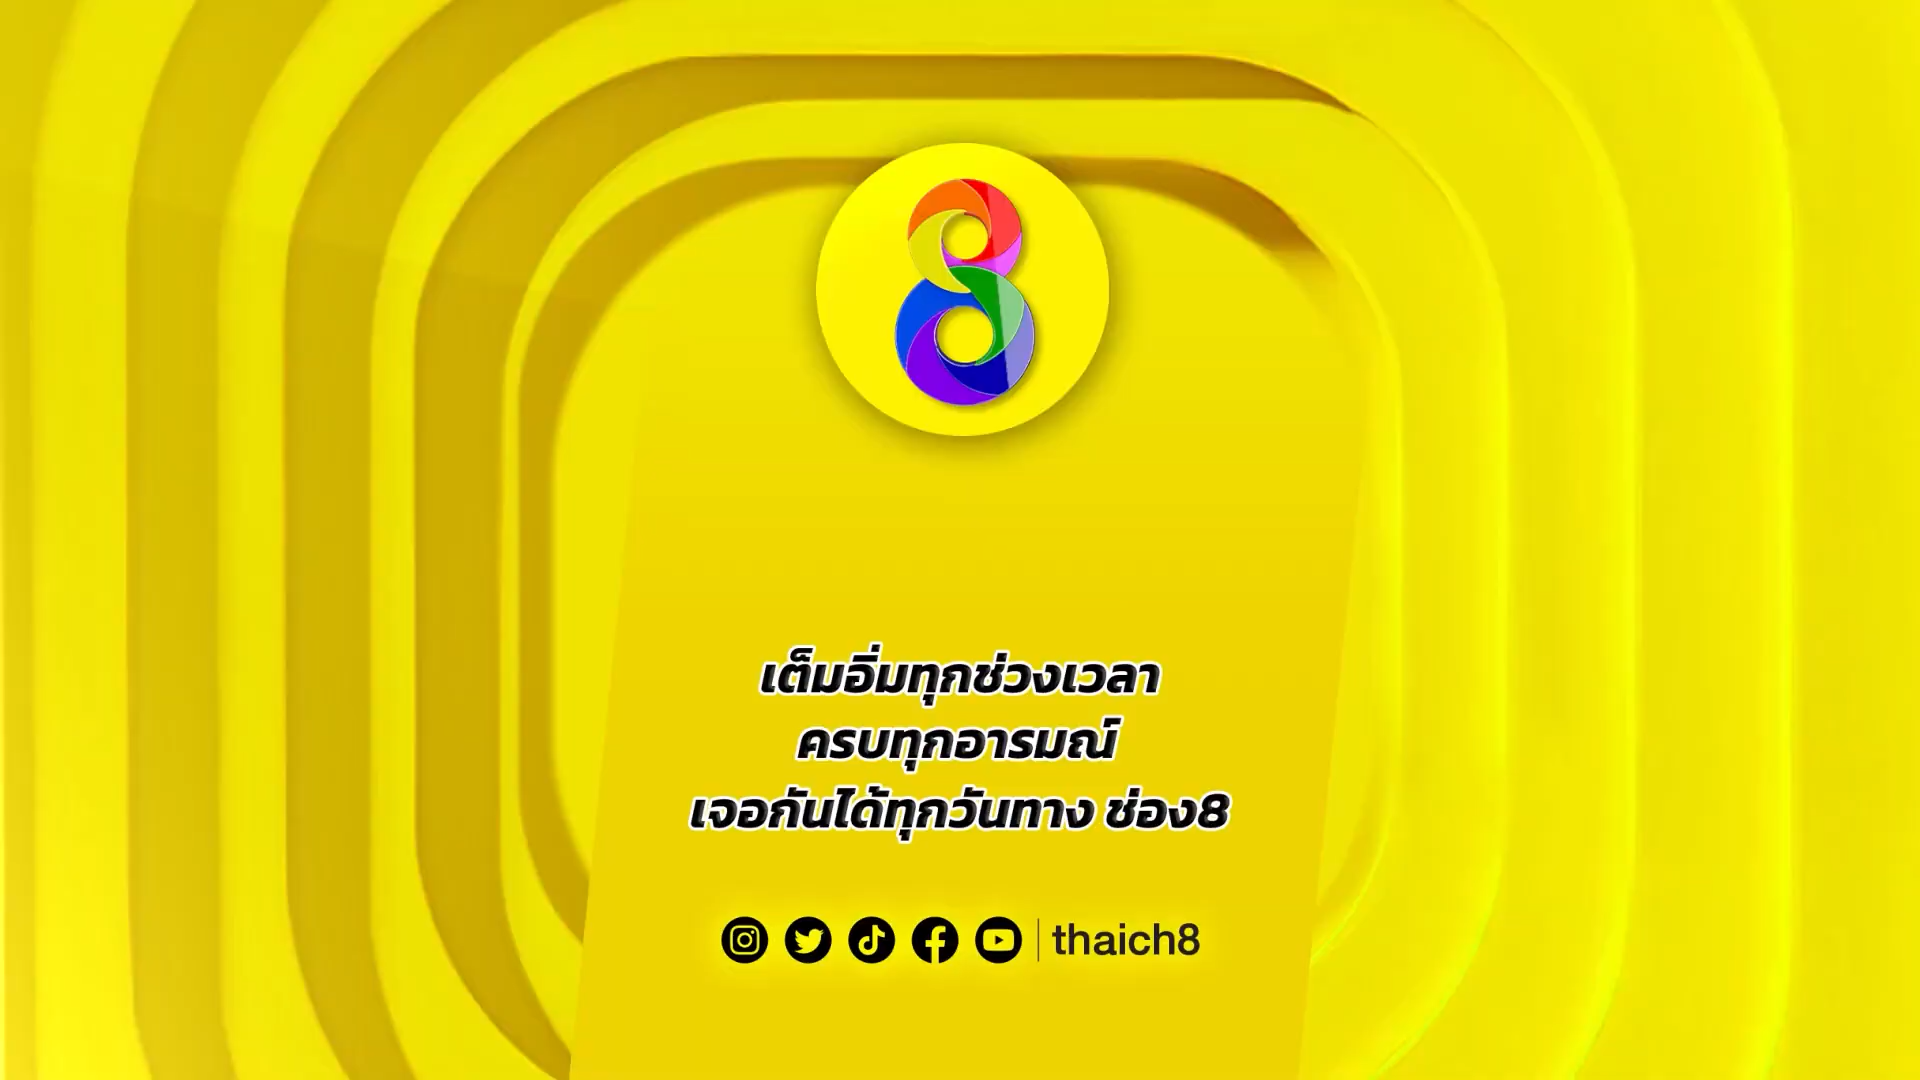 8
เต็มอิ่มทุกช่วงเวลา
ครบทุกอารมณ์
เจอกันได้ทุกวันทาง ช่อง8
thaich8